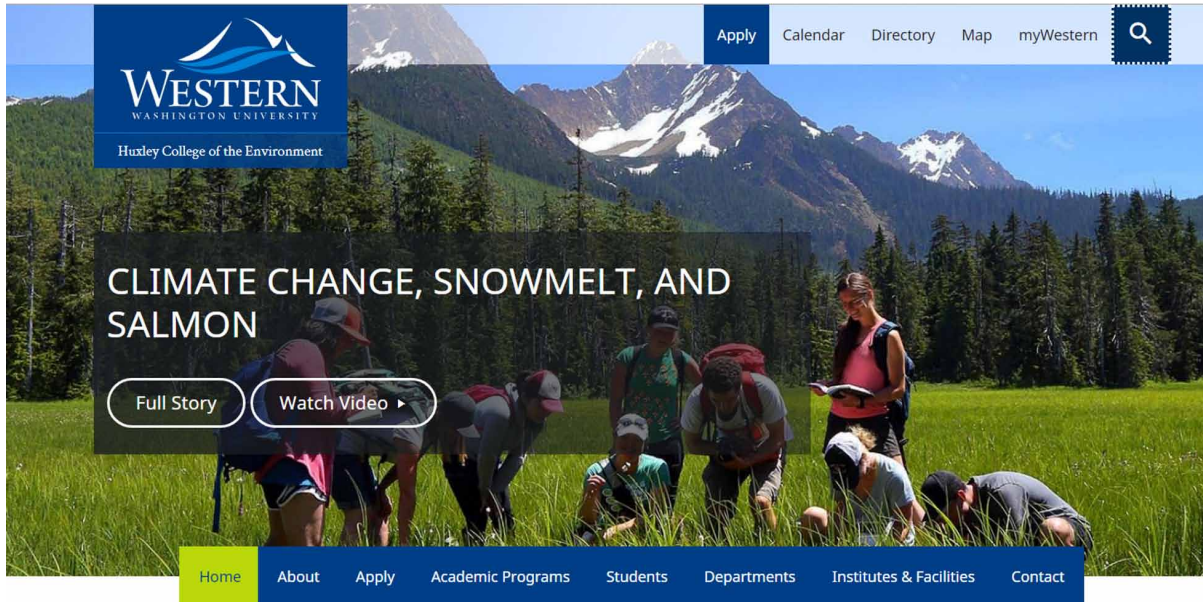 WESTERN
WASHINGTON UNIVERSITY
Huxley College of the Environment
Apply Calendar Directory Map myWestern
CLIMATE CHANGE, SNOWMELT, AND
SALMON
Full Story Watch Video
Home About Apply Academic Programs Students Departments Institutes & Facilities Contact